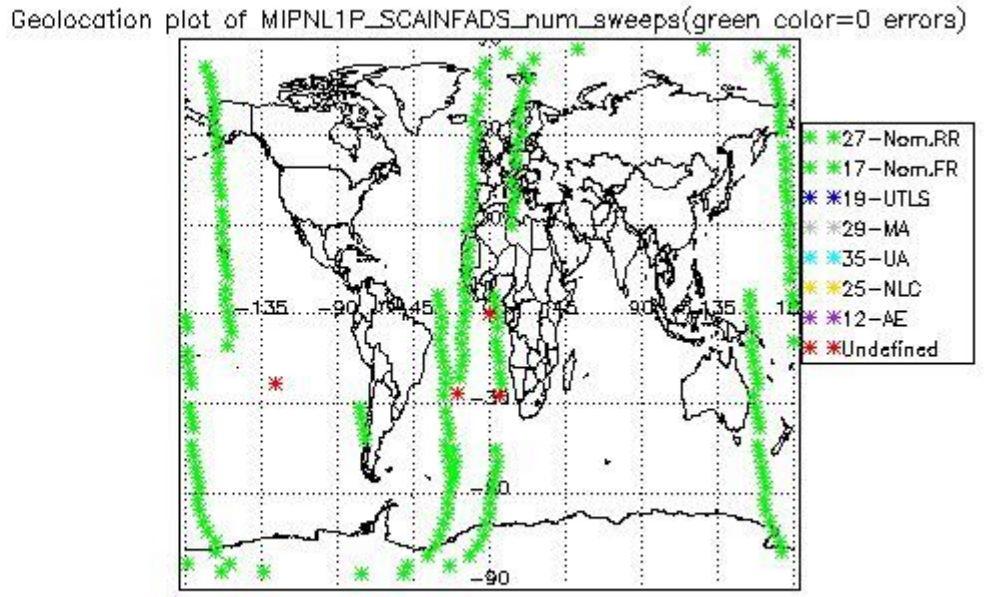 Geolocation plot of MIPNL1P_SCAINFADS_num_sweeps(green color=0 errors)
27-Nom.RR
17-Nom.FR
19-UTLS
29-MA
35-UA
25-NLC
12-AE
Undefined
-135 -90 -45 45 90
-30
-60
-90